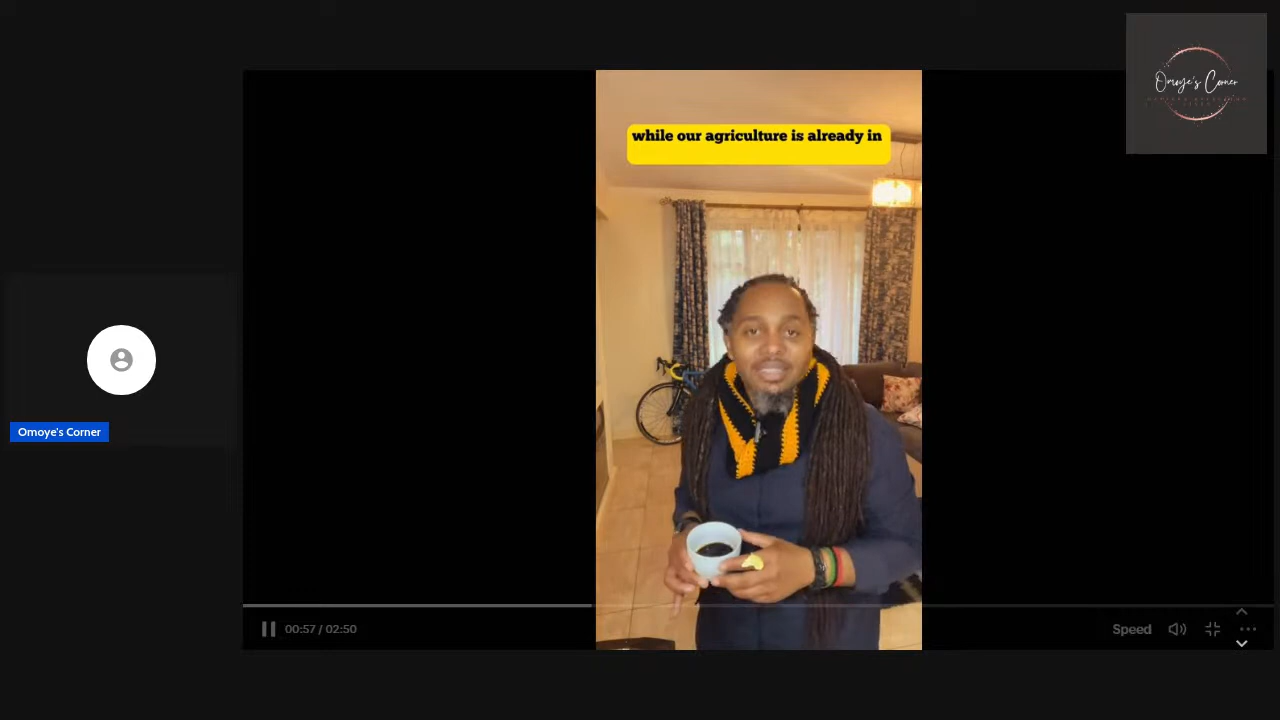 while our agriculture is already in
Omoye's Corner
Omoye's Corner
00:57 / 02:50
Speed